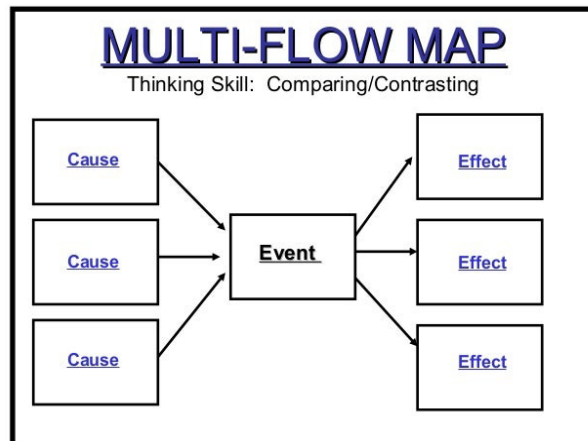 MULTI-FLOW MAP
Thinking Skill: Comparing/Contrasting
Cause
Effect
Event
Cause
Effect
Cause
Effect